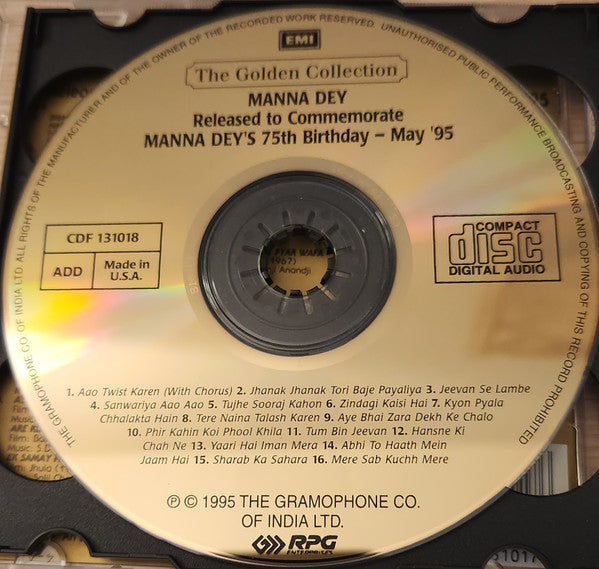 ALL RIGHTS OF THE MANUFACTURER AND OF THE OWNER OF THE RECORDED WORK RESERVED. UNAUTHORISED PUBLIC PERFORMANCE BROADCASTING AND COPYING OF THIS RECORD PROHIBITED
THE GRAMOPHONE CO. OF INDIA LTD.
EMI
The Golden Collection
MANNA DEY
Released to Commemorate
MANNA DEY'S 75th Birthday – May '95
CDF 131018
ADD
Made in
U.S.A.
COMPACT
disc
DIGITAL AUDIO
PYAR WAFA
1967)
Anandji
1. Aao Twist Karen (With Chorus) 2. Jhanak Jhanak Tori Baje Payaliya 3. Jeevan Se Lambe
4. Sanwariya Aao Aao 5. Tujhe Sooraj Kahon 6. Zindagi Kaisi Hai 7. Kyon Pyala
Chhalakta Hain 8. Tere Naina Talash Karen 9. Aye Bhai Zara Dekh Ke Chalo
10. Phir Kahin Koi Phool Khila 11. Tum Bin Jeevan 12. Hansne Ki
Chah Ne 13. Yaari Hai Iman Mera 14. Abhi To Haath Mein
Jaam Hai 15. Sharab Ka Sahara 16. Mere Sab Kuchh Mere
℗ © 1995 THE GRAMOPHONE CO.
OF INDIA LTD.
RPG
ENTERPRISES